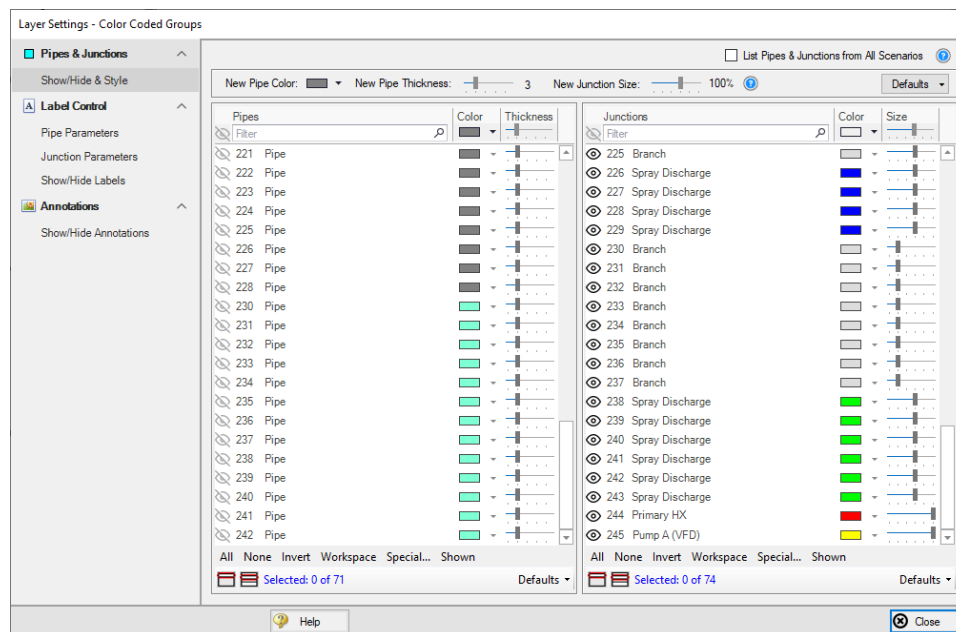 Layer Settings - Color Coded Groups
Pipes & Junctions
Show/Hide & Style
A Label Control
Pipe Parameters
Junction Parameters
Show/Hide Labels
Annotations
Show/Hide Annotations
List Pipes & Junctions from All Scenarios ?
New Pipe Color: New Pipe Thickness: 3 New Junction Size: 100% ? Defaults
Pipes Color Thickness
Filter
221 Pipe
222 Pipe
223 Pipe
224 Pipe
225 Pipe
226 Pipe
227 Pipe
228 Pipe
230 Pipe
231 Pipe
232 Pipe
233 Pipe
234 Pipe
235 Pipe
236 Pipe
237 Pipe
238 Pipe
239 Pipe
240 Pipe
241 Pipe
242 Pipe
All None Invert Workspace Special... Shown
Selected: 0 of 71 Defaults
Junctions Color Size
Filter
225 Branch
226 Spray Discharge
227 Spray Discharge
228 Spray Discharge
229 Spray Discharge
230 Branch
231 Branch
232 Branch
233 Branch
234 Branch
235 Branch
236 Branch
237 Branch
238 Spray Discharge
239 Spray Discharge
240 Spray Discharge
241 Spray Discharge
242 Spray Discharge
243 Spray Discharge
244 Primary HX
245 Pump A (VFD)
All None Invert Workspace Special... Shown
Selected: 0 of 74 Defaults
? Help
Close